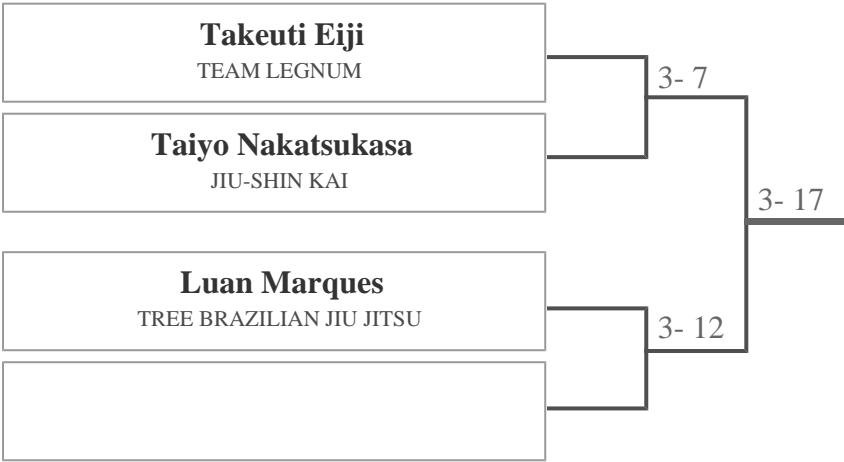 Takeuti Eiji
TEAM LEGNUM
3- 7
Taiyo Nakatsukasa
JIU-SHIN KAI
3- 17
Luan Marques
TREE BRAZILIAN JIU JITSU
3- 12